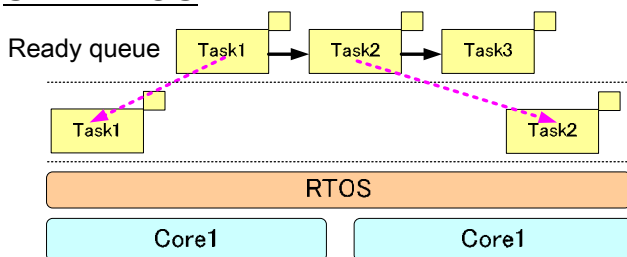 Ready queue Task1 Task2 Task3
Task1 Task2
RTOS
Core1 Core1